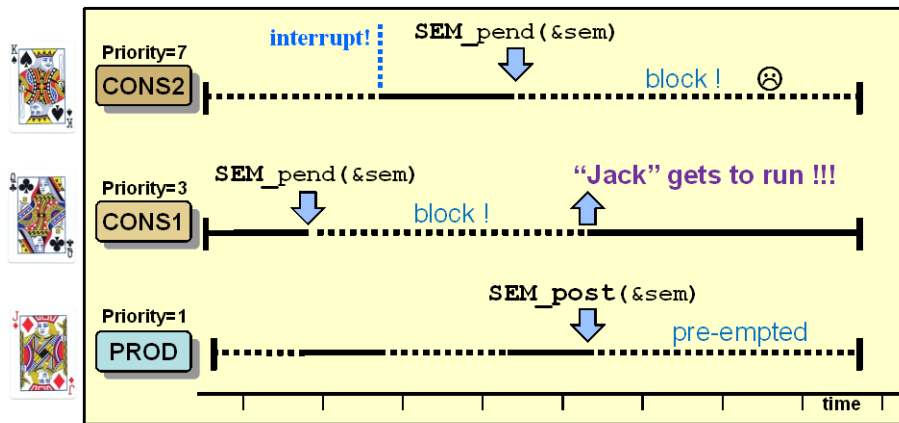 interrupt!
SEM_pend(&sem)
Priority=7
CONS2
block !
K
K
SEM_pend(&sem)
"Jack" gets to run !!!
Priority=3
CONS1
block !
Q
Q
SEM_post(&sem)
Priority=1
PROD
pre-empted
J
J
time